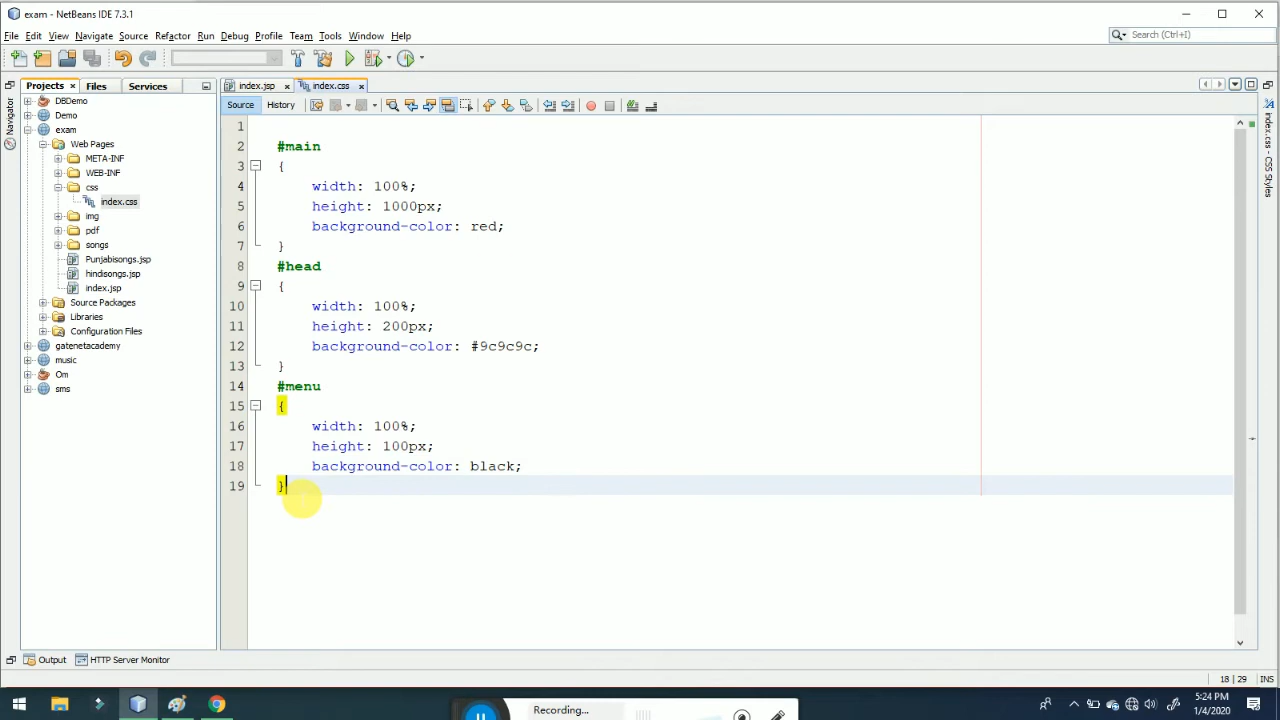 exam - NetBeans IDE 7.3.1
File Edit View Navigate Source Refactor Run Debug Profile Team Tools Window Help
Search (Ctrl+I)
Projects Files Services
index.jsp index.css
Source History
Navigator
index.css - CSS Styles
DBDemo
Demo
exam
Web Pages
META-INF
WEB-INF
css
index.css
img
pdf
songs
Punjabisongs.jsp
hindisongs.jsp
index.jsp
Source Packages
Libraries
Configuration Files
gatenetacademy
music
Om
sms
1
2 #main
3 {
4 width: 100%;
5 height: 1000px;
6 background-color: red;
7 }
8 #head
9 {
10 width: 100%;
11 height: 200px;
12 background-color: #9c9c9c;
13 }
14 #menu
15 {
16 width: 100%;
17 height: 100px;
18 background-color: black;
19 }
Output HTTP Server Monitor
18 | 29 INS
Recording...
5:24 PM
1/4/2020